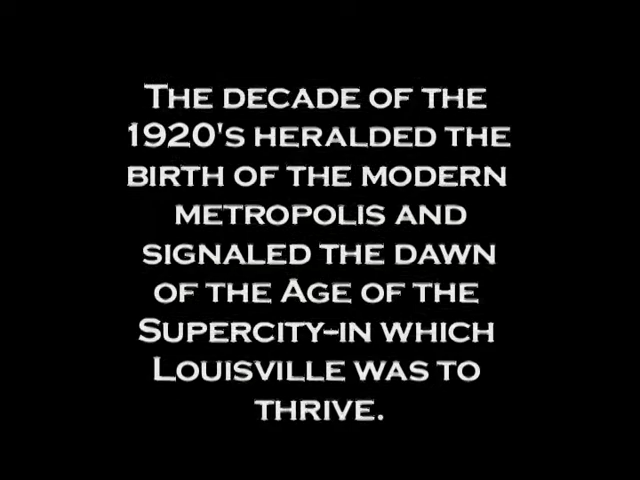 The decade of the
1920's heralded the
birth of the modern
metropolis and
signaled the dawn
of the Age of the
Supercity-in which
Louisville was to
thrive.